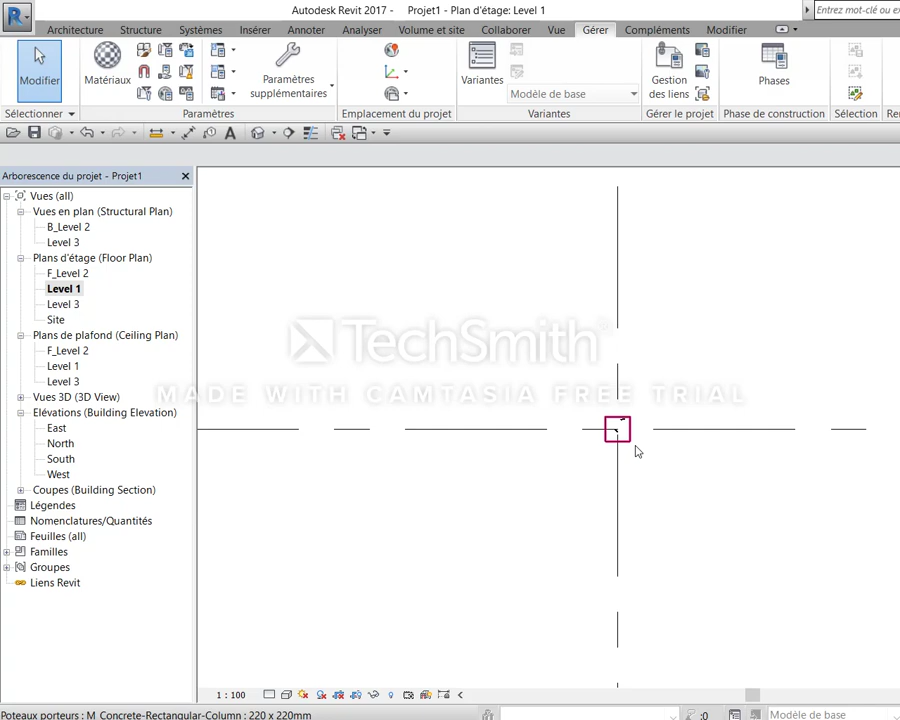 Autodesk Revit 2017 - Projet1 - Plan d'étage: Level 1
Entrez mot-clé ou ex
Architecture Structure Systèmes Insérer Annoter Analyser Volume et site Collaborer Vue Gérer Compléments Modifier
Modifier
Matériaux
Paramètres
supplémentaires
Variantes
Modèle de base
Gestion
des liens
Phases
Sélectionner Paramètres Emplacement du projet Variantes Gérer le projet Phase de construction Sélection Re
Arborescence du projet - Projet1
Vues (all)
Vues en plan (Structural Plan)
B_Level 2
Level 3
Plans d'étage (Floor Plan)
F_Level 2
Level 1
Level 3
Site
Plans de plafond (Ceiling Plan)
F_Level 2
Level 1
Level 3
Vues 3D (3D View)
Elévations (Building Elevation)
East
North
South
West
Coupes (Building Section)
Légendes
Nomenclatures/Quantités
Feuilles (all)
Familles
Groupes
Liens Revit
TechSmith®
MADE WITH CAMTASIA FREE TRIAL
1 : 100
Poteaux porteurs : M_Concrete-Rectangular-Column : 220 x 220mm
:0
Modèle de base